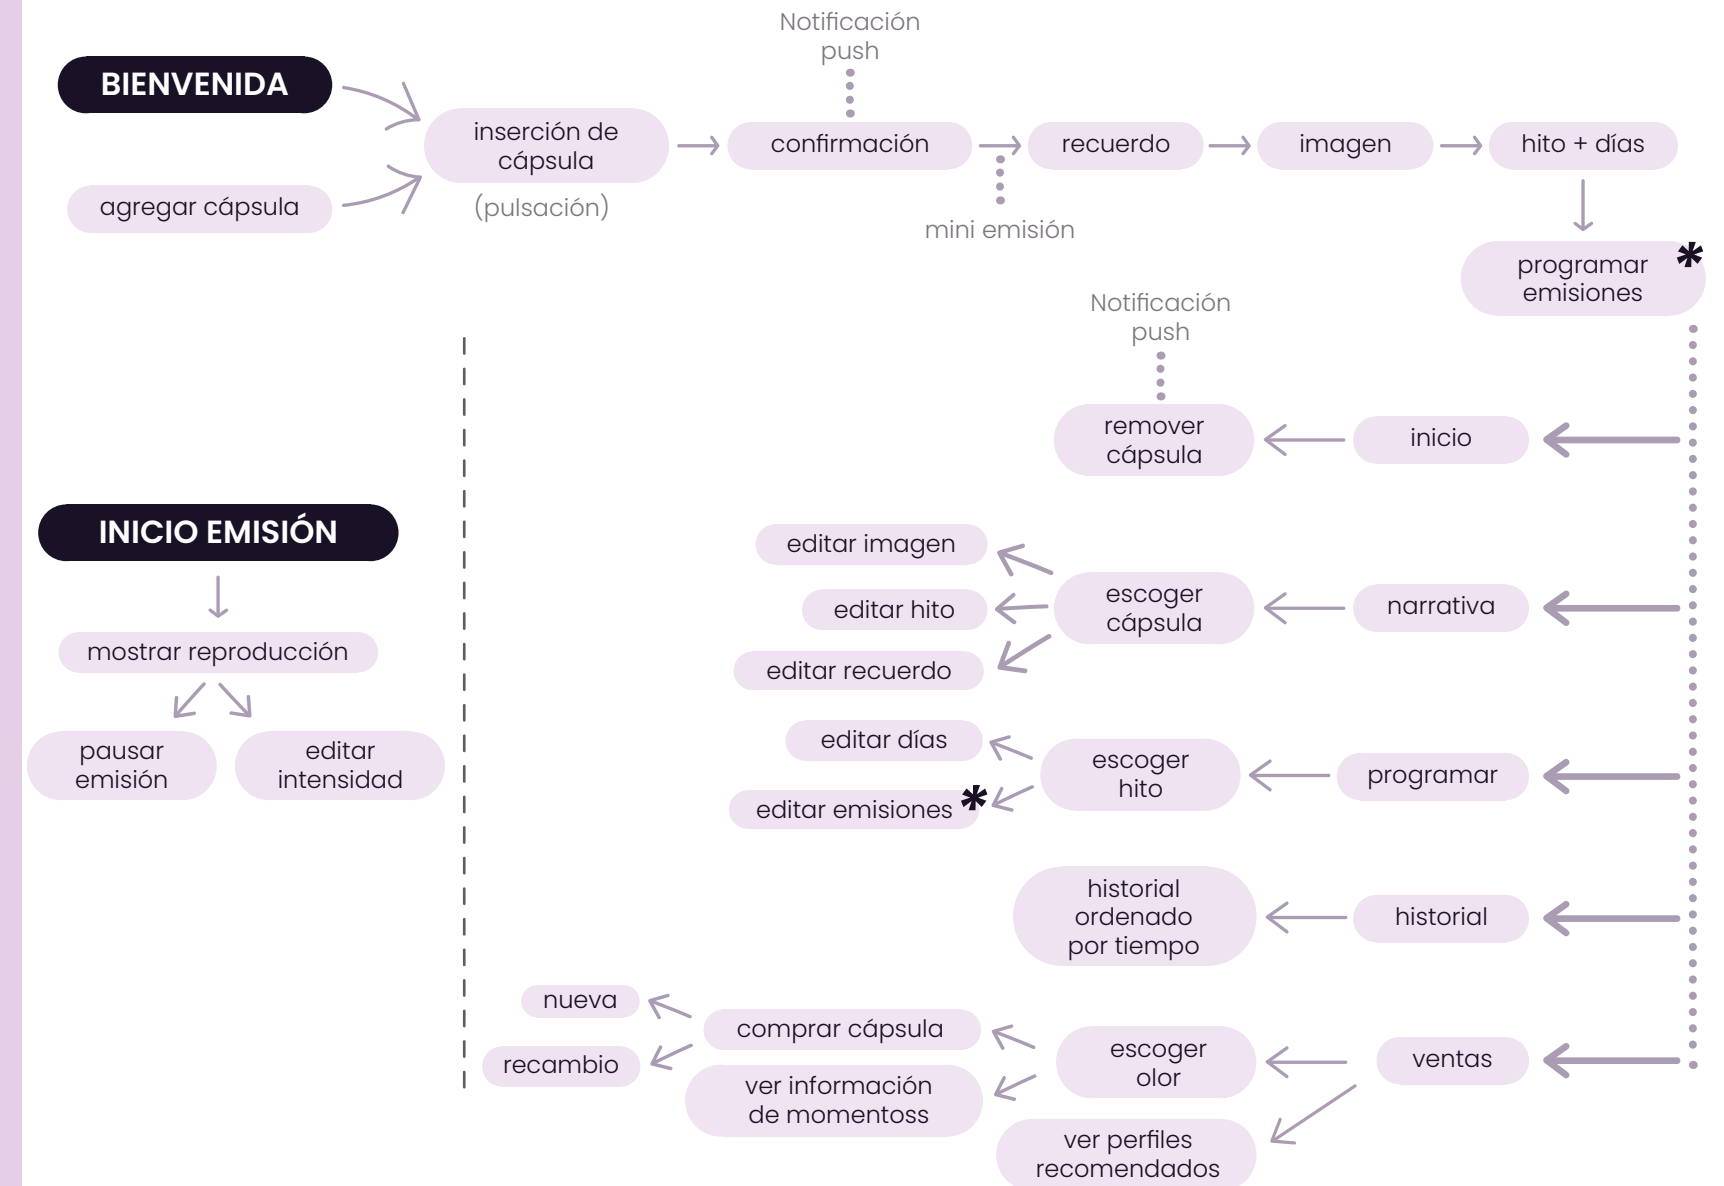 Notificación
push
BIENVENIDA
inserción de
cápsula
(pulsación)
agregar cápsula
confirmación
mini emisión
recuerdo
imagen
hito + días
programar
emisiones
*
Notificación
push
remover
cápsula
inicio
INICIO EMISIÓN
mostrar reproducción
pausar
emisión
editar
intensidad
editar imagen
editar hito
editar recuerdo
escoger
cápsula
narrativa
editar días
editar emisiones *
escoger
hito
programar
historial
ordenado
por tiempo
historial
nueva
recambio
comprar cápsula
ver información
de momentoss
escoger
olor
ventas
ver perfiles
recomendados